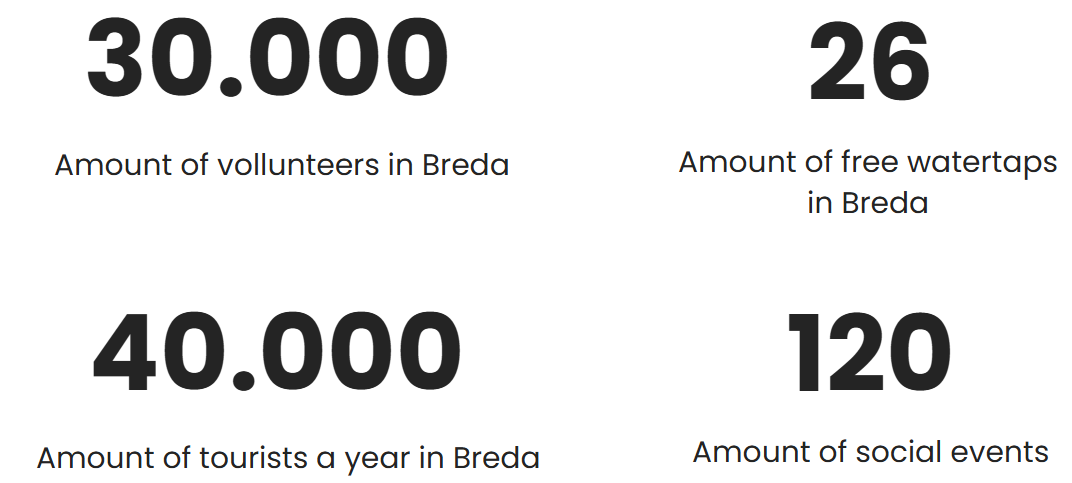 30.000
Amount of vollunteers in Breda
26
Amount of free watertaps
in Breda
40.000
Amount of tourists a year in Breda
120
Amount of social events